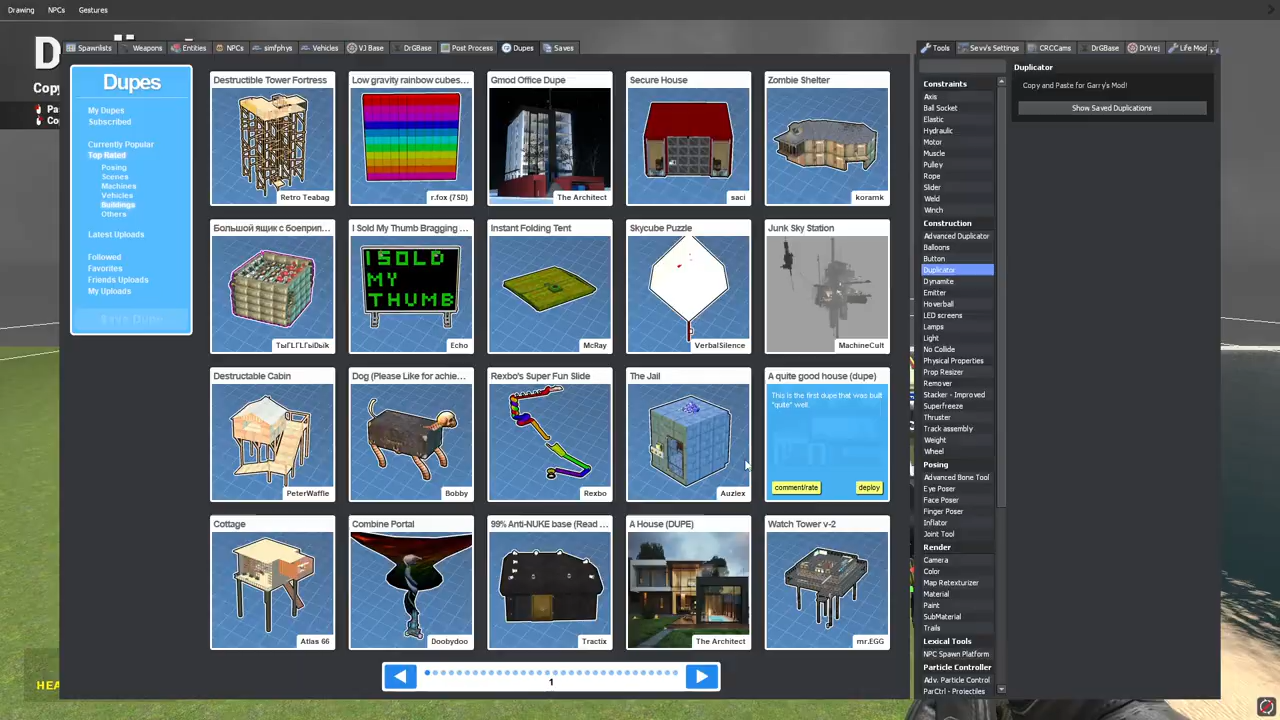 Drawing NPCs Gestures
Spawnlists Weapons Entities NPCs simfphys Vehicles VJ Base DrGBase Post Process Dupes Saves
Tools Sevv's Settings CRCCams DrGBase DrVrej Life Mod
Dupes
My Dupes
Subscribed
Currently Popular
Top Rated
Posing
Scenes
Machines
Vehicles
Buildings
Others
Latest Uploads
Followed
Favorites
Friends Uploads
My Uploads
Save Dupe...
Destructible Tower Fortress
Retro Teabag
Low gravity rainbow cubes...
r.fox (7SD)
Gmod Office Dupe
The Architect
Secure House
saci
Zombie Shelter
koramk
Большой ящик с боеприп...
I Sold My Thumb Bragging ...
I SOLD
MY
THUMB
Echo
Instant Folding Tent
McRay
Skycube Puzzle
VerbalSilence
Junk Sky Station
MachineCult
Destructable Cabin
PeterWaffle
Dog (Please Like for achie...
Bobby
Rexbo's Super Fun Slide
Rexbo
The Jail
Auzlex
A quite good house (dupe)
This is the first dupe that was built
"quite" well.
comment/rate deploy
Cottage
Atlas 66
Combine Portal
Doobydoo
99% Anti-NUKE base (Read ...
Tractix
A House (DUPE)
The Architect
Watch Tower v-2
mr.EGG
1
Constraints
Axis
Ball Socket
Elastic
Hydraulic
Motor
Muscle
Pulley
Rope
Slider
Weld
Winch
Construction
Advanced Duplicator
Balloons
Button
Duplicator
Dynamite
Emitter
Hoverball
LED screens
Lamps
Light
No Collide
Physical Properties
Prop Resizer
Remover
Stacker - Improved
Superfreeze
Thruster
Track assembly
Weight
Wheel
Posing
Advanced Bone Tool
Eye Poser
Face Poser
Finger Poser
Inflator
Joint Tool
Render
Camera
Color
Map Retexturizer
Material
Paint
SubMaterial
Trails
Lexical Tools
NPC Spawn Platform
Particle Controller
Adv. Particle Control
ParCtrl - Projectiles
Duplicator
Copy and Paste for Garry's Mod!
Show Saved Duplications
D
Copy
Pas
Cop
HEA